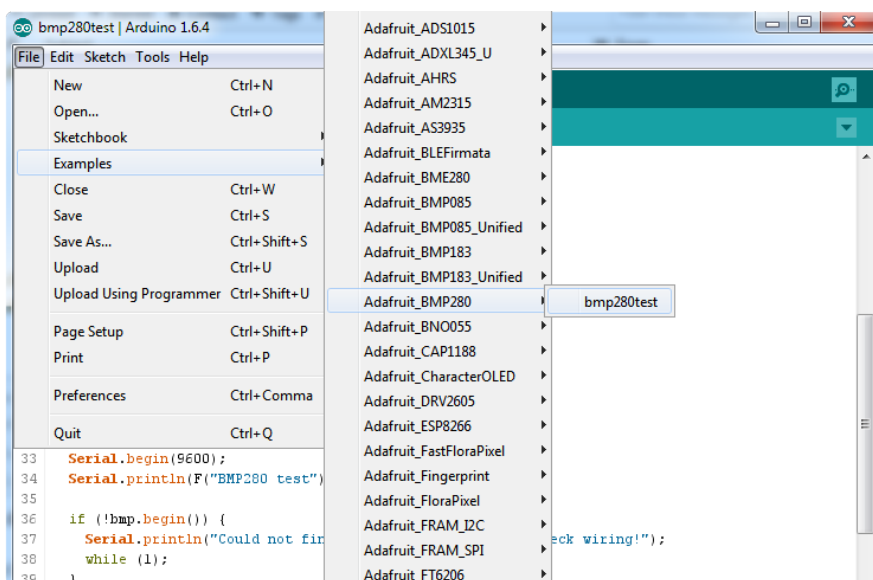 bmp280test | Arduino 1.6.4
File Edit Sketch Tools Help
New Ctrl+N
Open... Ctrl+O
Sketchbook
Examples
Close Ctrl+W
Save Ctrl+S
Save As... Ctrl+Shift+S
Upload Ctrl+U
Upload Using Programmer Ctrl+Shift+U
Page Setup Ctrl+Shift+P
Print Ctrl+P
Preferences Ctrl+Comma
Quit Ctrl+Q
Adafruit_ADS1015
Adafruit_ADXL345_U
Adafruit_AHRS
Adafruit_AM2315
Adafruit_AS3935
Adafruit_BLEFirmata
Adafruit_BME280
Adafruit_BMP085
Adafruit_BMP085_Unified
Adafruit_BMP183
Adafruit_BMP183_Unified
Adafruit_BMP280
Adafruit_BNO055
Adafruit_CAP1188
Adafruit_CharacterOLED
Adafruit_DRV2605
Adafruit_ESP8266
Adafruit_FastFloraPixel
Adafruit_Fingerprint
Adafruit_FloraPixel
Adafruit_FRAM_I2C
Adafruit_FRAM_SPI
Adafruit_FT6206
bmp280test
33 Serial.begin(9600);
34 Serial.println(F("BMP280 test")
35
36 if (!bmp.begin()) {
37 Serial.println("Could not fin eck wiring!");
38 while (1);
39 }